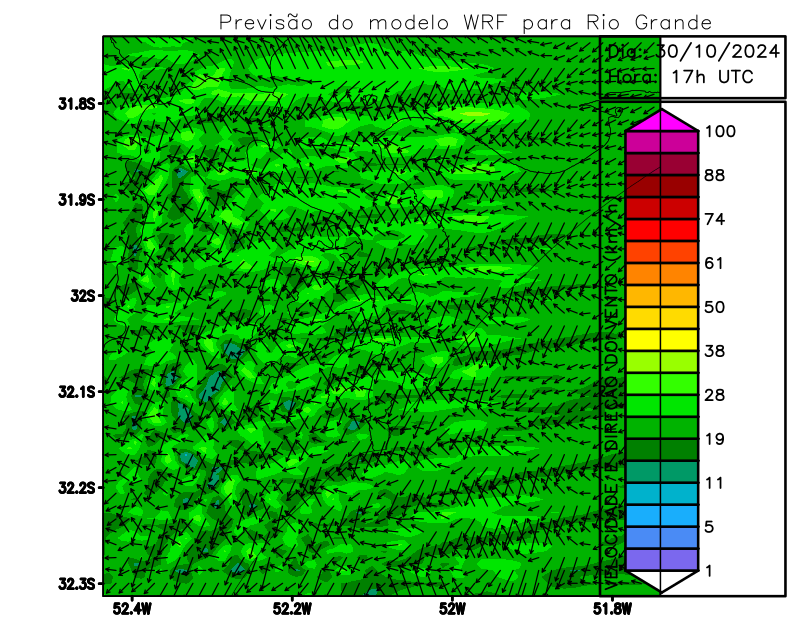 Previsão do modelo WRF para Rio Grande
Dia: 30/10/2024
Hora: 17h UTC
31.8S
31.9S
32S
32.1S
32.2S
32.3S
52.4W
52.2W
52W
51.8W
VELOCIDADE E DIREÇÃO DO VENTO (km/h)
100
88
74
61
50
38
28
19
11
5
1